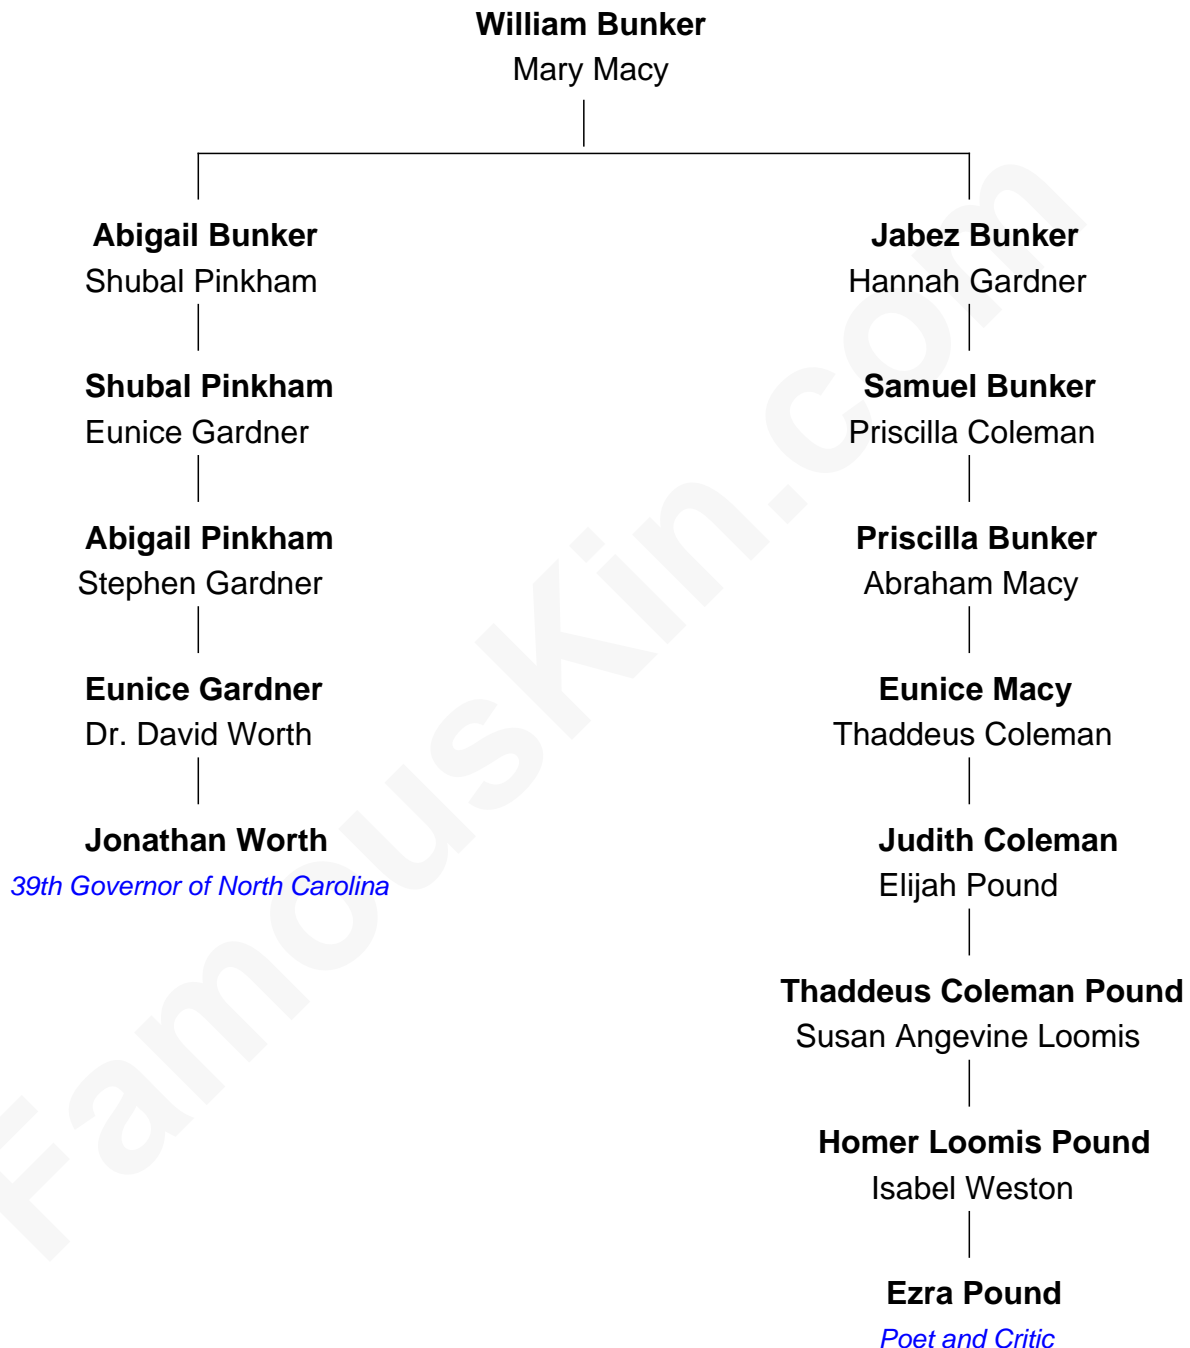 William Bunker
Mary Macy
Abigail Bunker
Shubal Pinkham
Jabez Bunker
Hannah Gardner
Shubal Pinkham
Eunice Gardner
Samuel Bunker
Priscilla Coleman
Abigail Pinkham
Stephen Gardner
Priscilla Bunker
Abraham Macy
Eunice Gardner
Dr. David Worth
Eunice Macy
Thaddeus Coleman
Jonathan Worth
39th Governor of North Carolina
Judith Coleman
Elijah Pound
Thaddeus Coleman Pound
Susan Angevine Loomis
Homer Loomis Pound
Isabel Weston
Ezra Pound
Poet and Critic
FamousKin.com